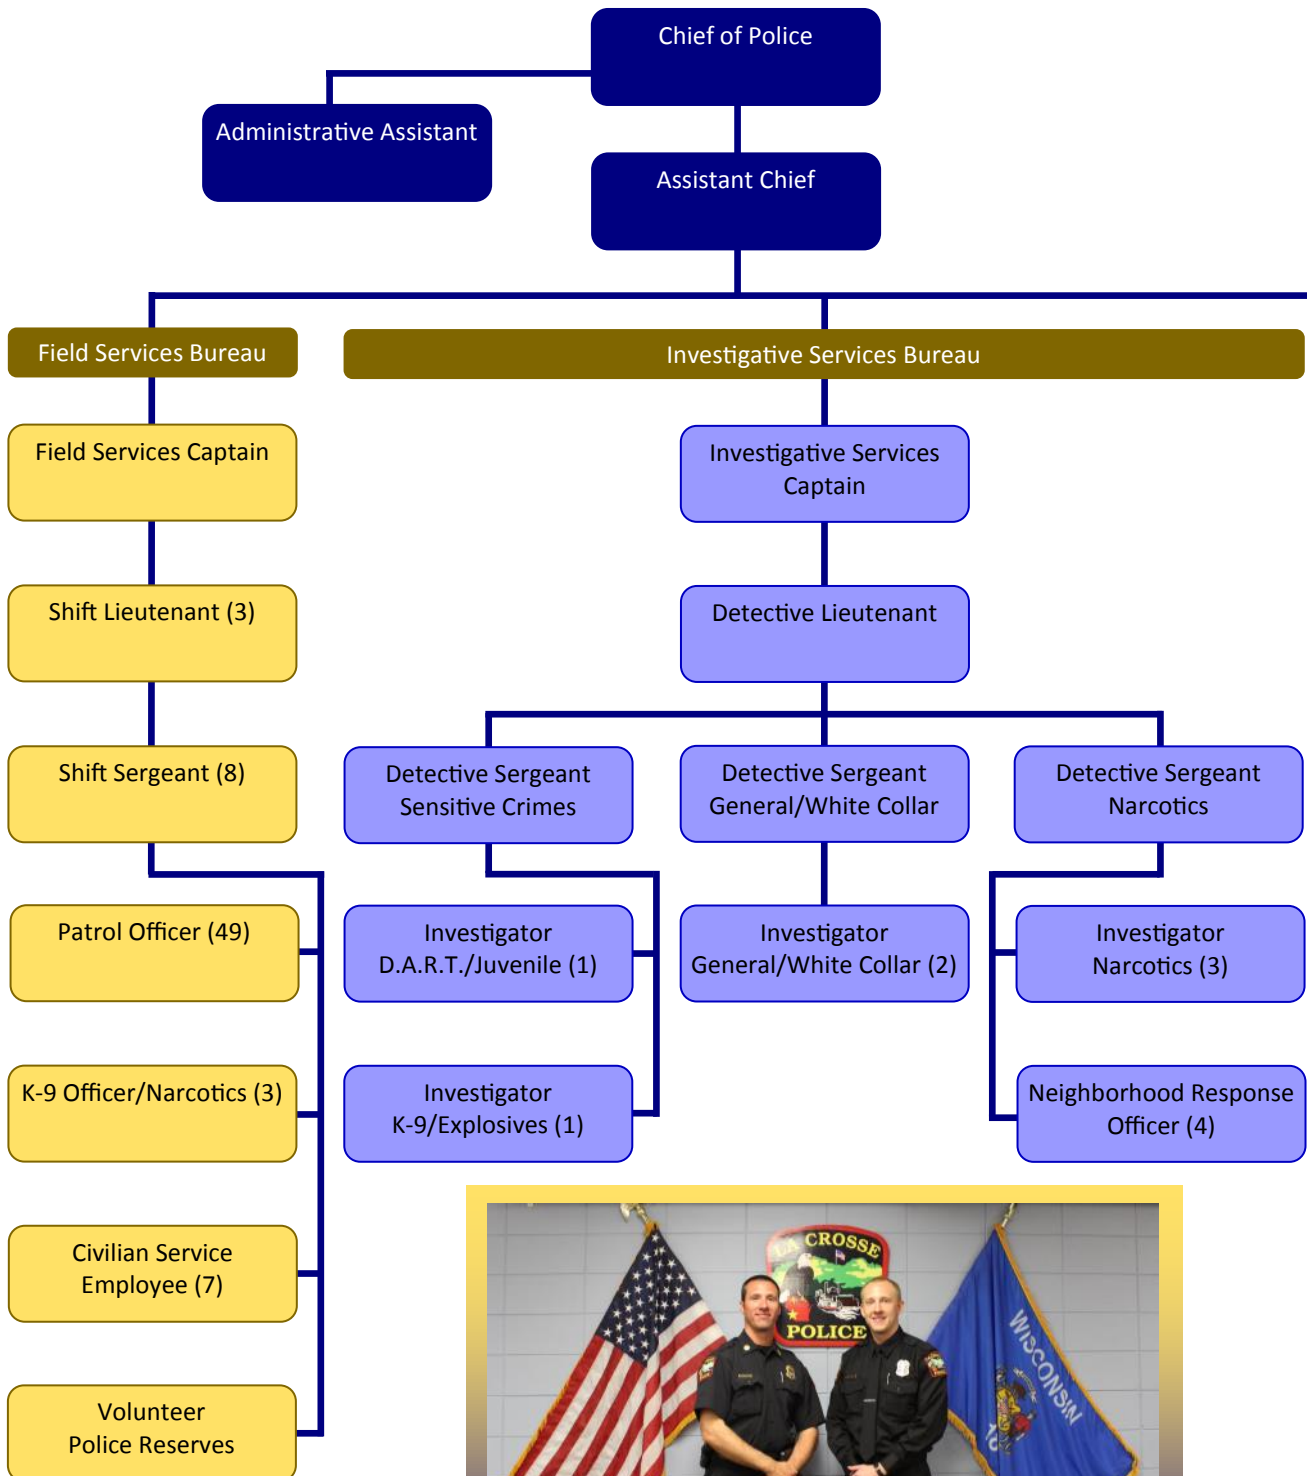 Chief of Police
Administrative Assistant
Assistant Chief
Field Services Bureau
Investigative Services Bureau
Field Services Captain
Investigative Services
Captain
Shift Lieutenant (3)
Detective Lieutenant
Shift Sergeant (8)
Detective Sergeant
Sensitive Crimes
Detective Sergeant
General/White Collar
Detective Sergeant
Narcotics
Patrol Officer (49)
Investigator
D.A.R.T./Juvenile (1)
Investigator
General/White Collar (2)
Investigator
Narcotics (3)
K-9 Officer/Narcotics (3)
Investigator
K-9/Explosives (1)
Neighborhood Response
Officer (4)
Civilian Service
Employee (7)
Volunteer
Police Reserves
LA CROSSE
POLICE
WISCONSIN